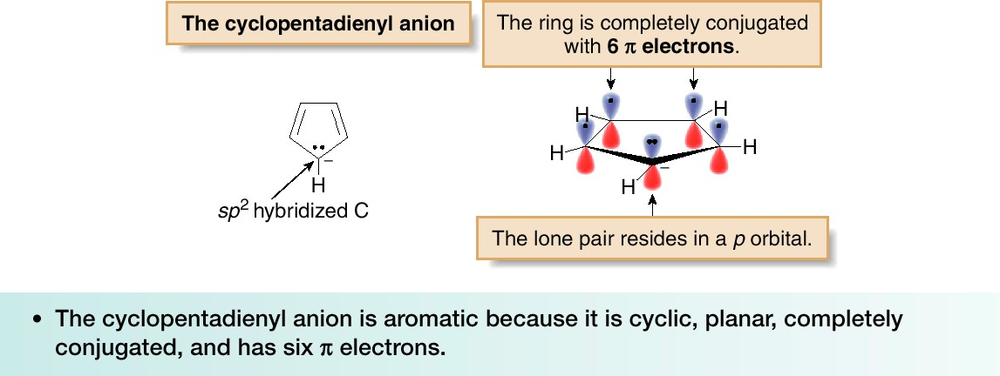 The cyclopentadienyl anion
The ring is completely conjugated
with 6 π electrons.
H
H
H
H
H
–
–
H
sp² hybridized C
The lone pair resides in a p orbital.
• The cyclopentadienyl anion is aromatic because it is cyclic, planar, completely
conjugated, and has six π electrons.